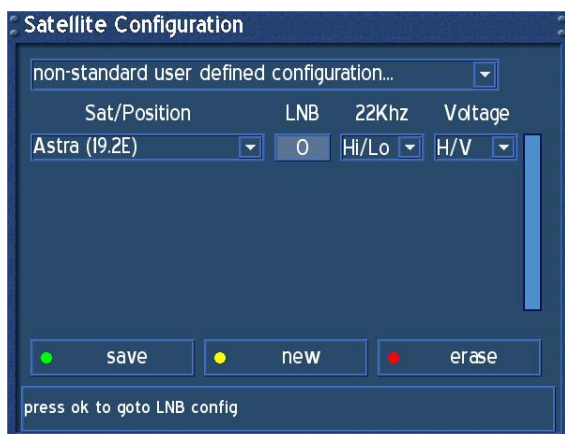 Satellite Configuration
non-standard user defined configuration...
Sat/Position LNB 22Khz Voltage
Astra (19.2E) 0 Hi/Lo H/V
save new erase
press ok to goto LNB config